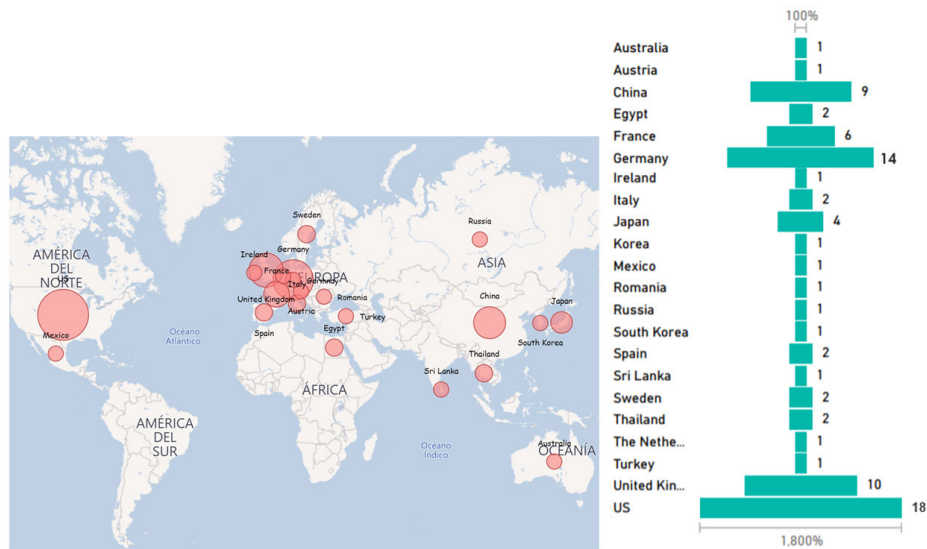 Sweden
Russia
Ireland
Germany
AMÉRICA
DEL
NORTE
US
France
EUROPA
ASIA
Italy
Germany
China
United Kingdom
Romania
Japan
Austria
Turkey
Mexico
Océano
Atlántico
Spain
Egypt
South Korea
Thailand
Sri Lanka
ÁFRICA
AMÉRICA
DEL
SUR
Océano
Índico
Australia
OCEANÍA
100%
Australia 1
Austria 1
China 9
Egypt 2
France 6
Germany 14
Ireland 1
Italy 2
Japan 4
Korea 1
Mexico 1
Romania 1
Russia 1
South Korea 1
Spain 2
Sri Lanka 1
Sweden 2
Thailand 2
The Nethe... 1
Turkey 1
United Kin... 10
US 18
1,800%